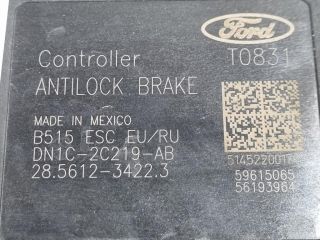 Ford
Controller T0831
ANTILOCK BRAKE
MADE IN MEXICO
B515 ESC EU/RU
DN1C-2C219-AB
28.5612-3422.3
59615065
56193964